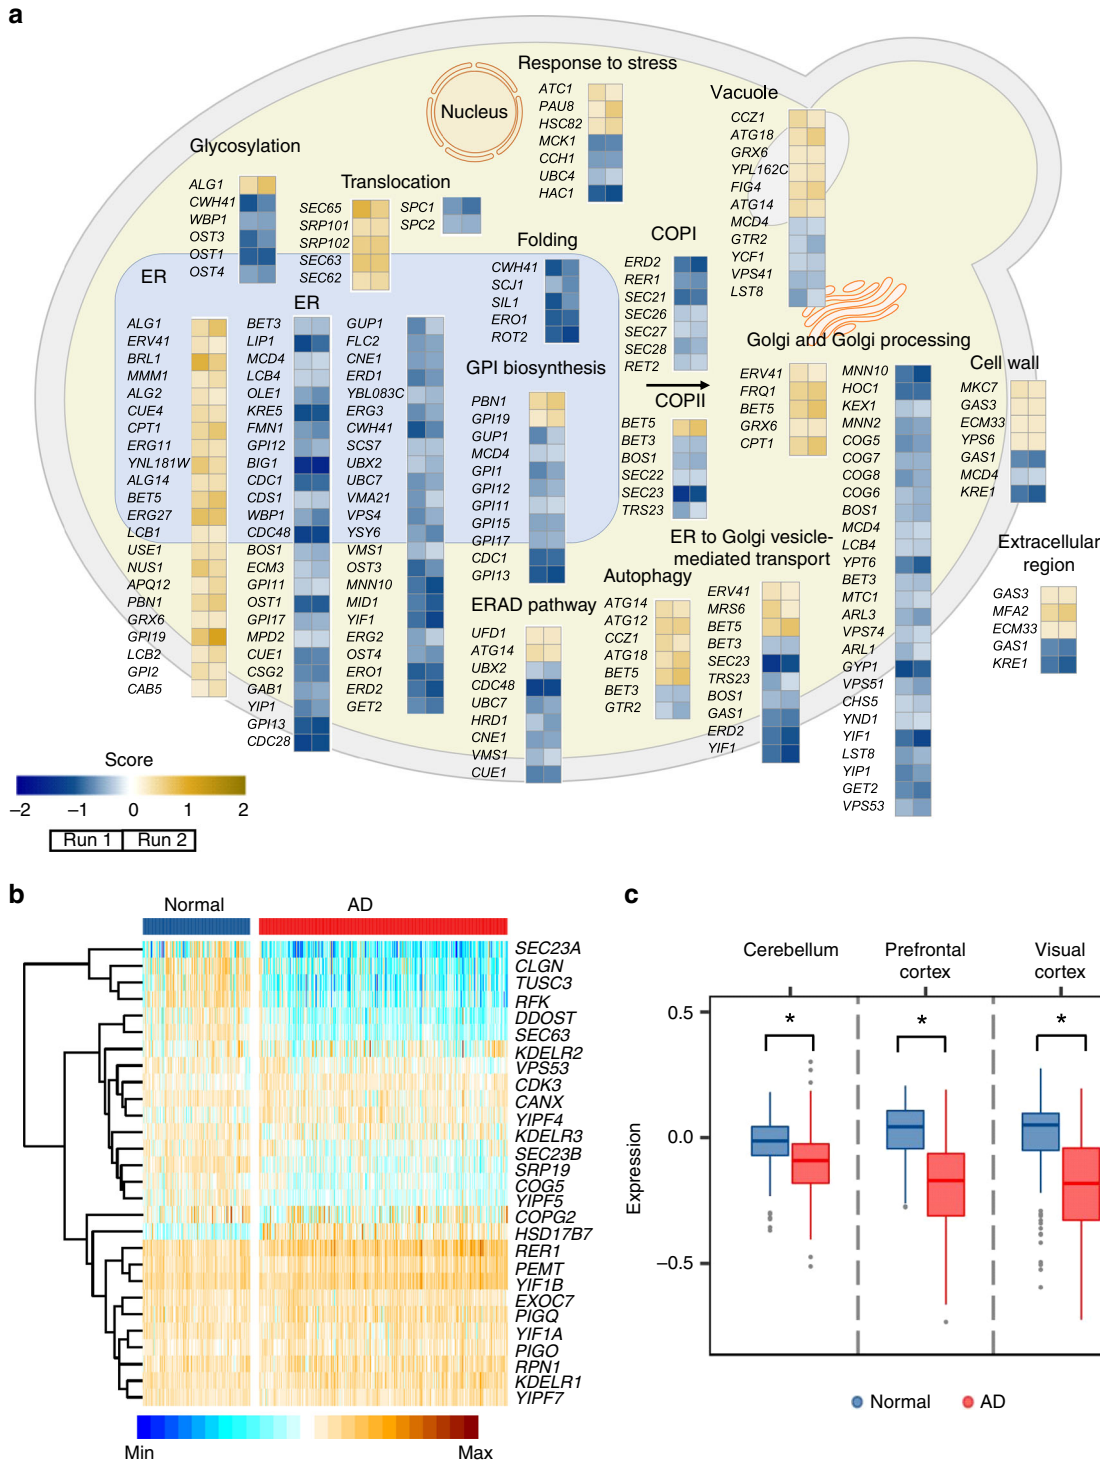 a
Nucleus
Response to stress
ATC1
PAU8
HSC82
MCK1
CCH1
UBC4
HAC1
Vacuole
CCZ1
ATG18
GRX6
YPL162C
FIG4
ATG14
MCD4
GTR2
YCF1
VPS41
LST8
Glycosylation
ALG1
CWH41
WBP1
OST3
OST1
OST4
Translocation
SEC65
SRP101
SRP102
SEC63
SEC62
SPC1
SPC2
Folding
CWH41
SCJ1
SIL1
ERO1
ROT2
COPI
ERD2
RER1
SEC21
SEC26
SEC27
SEC28
RET2
ER
ER
ALG1
ERV41
BRL1
MMM1
ALG2
CUE4
CPT1
ERG11
YNL181W
ALG14
BET5
ERG27
LCB1
USE1
NUS1
APQ12
PBN1
GRX6
GPI19
LCB2
GPI2
CAB5
BET3
LIP1
MCD4
LCB4
OLE1
KRE5
FMN1
GPI12
BIG1
CDC1
CDS1
WBP1
CDC48
BOS1
ECM3
GPI11
OST1
GPI17
MPD2
CUE1
CSG2
GAB1
YIP1
GPI13
CDC28
GUP1
FLC2
CNE1
ERD1
YBL083C
ERG3
CWH41
SCS7
UBX2
UBC7
VMA21
VPS4
YSY6
VMS1
OST3
MNN10
MID1
YIF1
ERG2
OST4
ERO1
ERD2
GET2
GPI biosynthesis
PBN1
GPI19
GUP1
MCD4
GPI1
GPI12
GPI11
GPI15
GPI17
CDC1
GPI13
COPII
BET5
BET3
BOS1
SEC22
SEC23
TRS23
Golgi and Golgi processing
ERV41
FRQ1
BET5
GRX6
CPT1
MNN10
HOC1
KEX1
MNN2
COG5
COG7
COG8
COG6
BOS1
MCD4
LCB4
YPT6
BET3
MTC1
ARL3
VPS74
ARL1
GYP1
VPS51
CHS5
YND1
YIF1
LST8
YIP1
GET2
VPS53
Cell wall
MKC7
GAS3
ECM33
YPS6
GAS1
MCD4
KRE1
Extracellular
region
GAS3
MFA2
ECM33
GAS1
KRE1
ERAD pathway
UFD1
ATG14
UBX2
CDC48
UBC7
HRD1
CNE1
VMS1
CUE1
Autophagy
ATG14
ATG12
CCZ1
ATG18
BET5
BET3
GTR2
ER to Golgi vesicle-
mediated transport
ERV41
MRS6
BET5
BET3
SEC23
TRS23
BOS1
GAS1
ERD2
YIF1
Score
−2 −1 0 1 2
Run 1 Run 2
b
Normal AD
SEC23A
CLGN
TUSC3
RFK
DDOST
SEC63
KDELR2
VPS53
CDK3
CANX
YIPF4
KDELR3
SEC23B
SRP19
COG5
YIPF5
COPG2
HSD17B7
RER1
PEMT
YIF1B
EXOC7
PIGQ
YIF1A
PIGO
RPN1
KDELR1
YIPF7
Min Max
c
Cerebellum
Prefrontal
cortex
Visual
cortex
* * *
0.5
0.0
−0.5
Expression
Normal AD